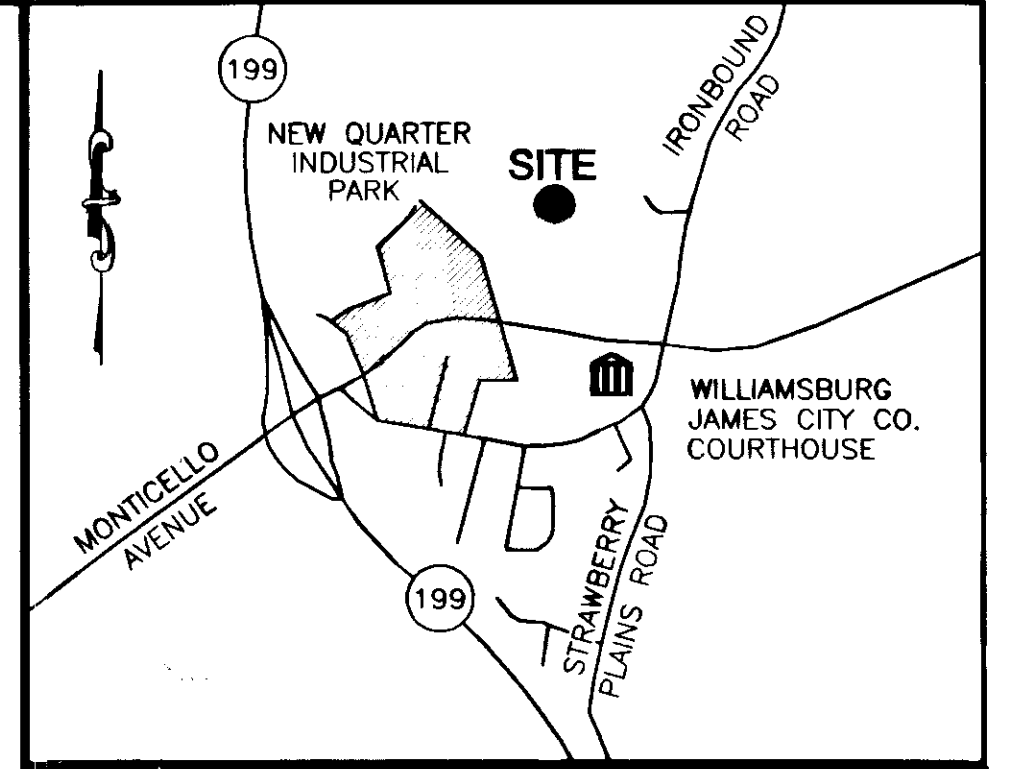 199
NEW QUARTER
INDUSTRIAL
PARK
SITE
IRONBOUND
ROAD
WILLIAMSBURG
JAMES CITY CO.
COURTHOUSE
MONTICELLO
AVENUE
199
STRAWBERRY
PLAINS ROAD